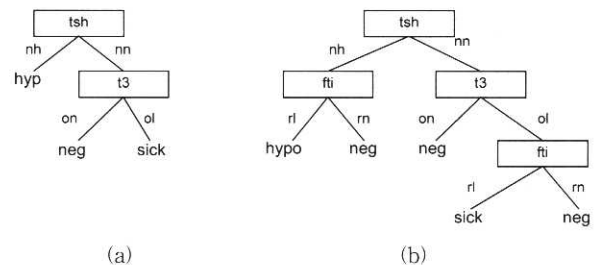 tsh tsh
nh nn nh nn
hyp t3 fti t3
on ol rl rn on ol
neg sick hypo neg neg fti
rl rn
sick neg
(a) (b)